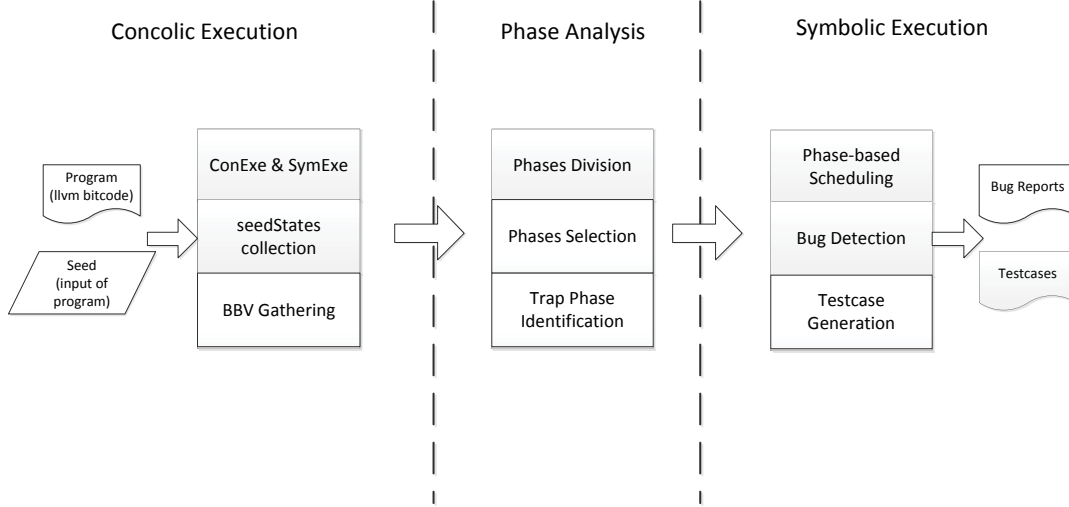 Concolic Execution
Phase Analysis
Symbolic Execution
Program
(llvm bitcode)
Seed
(input of
program)
ConExe & SymExe
seedStates
collection
BBV Gathering
Phases Division
Phases Selection
Trap Phase
Identification
Phase-based
Scheduling
Bug Detection
Testcase
Generation
Bug Reports
Testcases